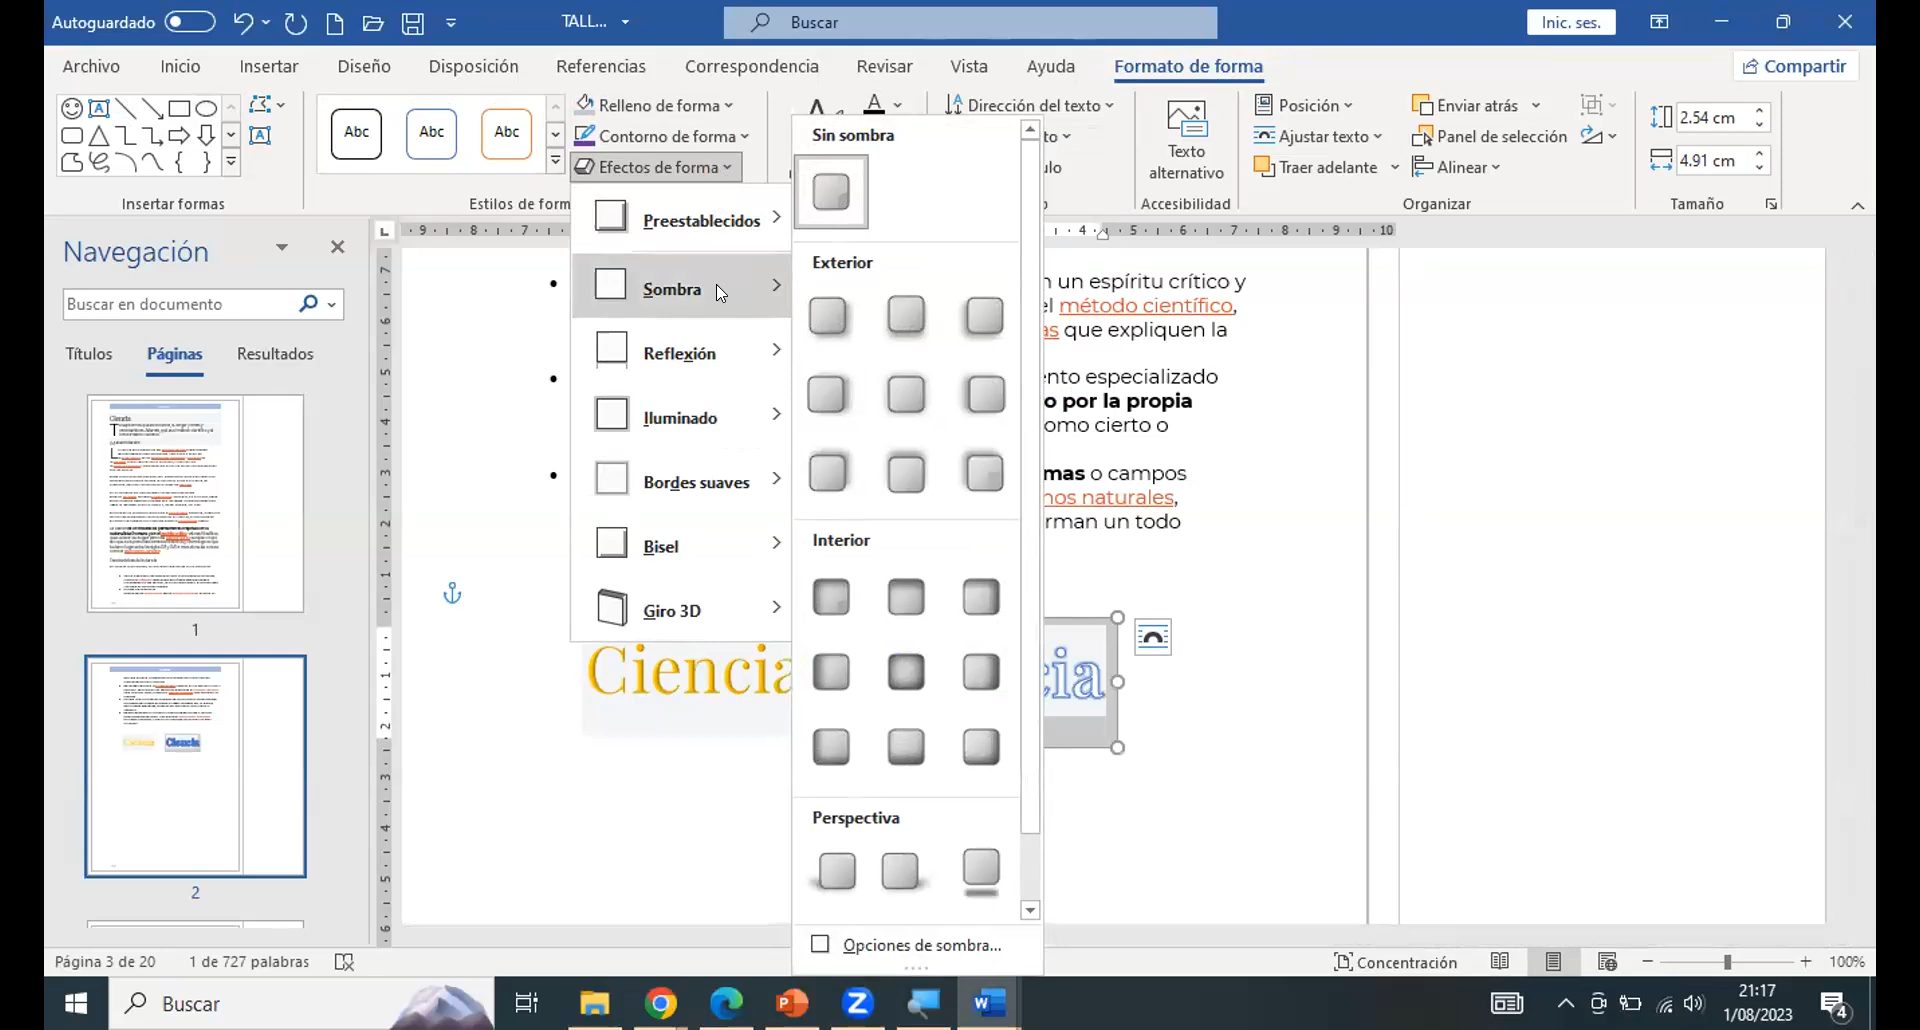 Autoguardado
TALL...
Buscar
Inic. ses.
Archivo
Inicio
Insertar
Diseño
Disposición
Referencias
Correspondencia
Revisar
Vista
Ayuda
Formato de forma
Compartir
Abc
Abc
Abc
Relleno de forma
Contorno de forma
Efectos de forma
A
A
Dirección del texto
to
ulo
Texto
alternativo
Posición
Ajustar texto
Traer adelante
Enviar atrás
Panel de selección
Alinear
2.54 cm
4.91 cm
Insertar formas
Estilos de form
Accesibilidad
Organizar
Tamaño
Navegación
Buscar en documento
Títulos
Páginas
Resultados
1
2
Preestablecidos
Sombra
Reflexión
Iluminado
Bordes suaves
Bisel
Giro 3D
Sin sombra
Exterior
Interior
Perspectiva
Opciones de sombra...
n un espíritu crítico y
el método científico,
as que expliquen la
ento especializado
o por la propia
omo cierto o
mas o campos
nos naturales,
rman un todo
Ciencia
cia
Página 3 de 20
1 de 727 palabras
Concentración
100%
Buscar
21:17
1/08/2023
4